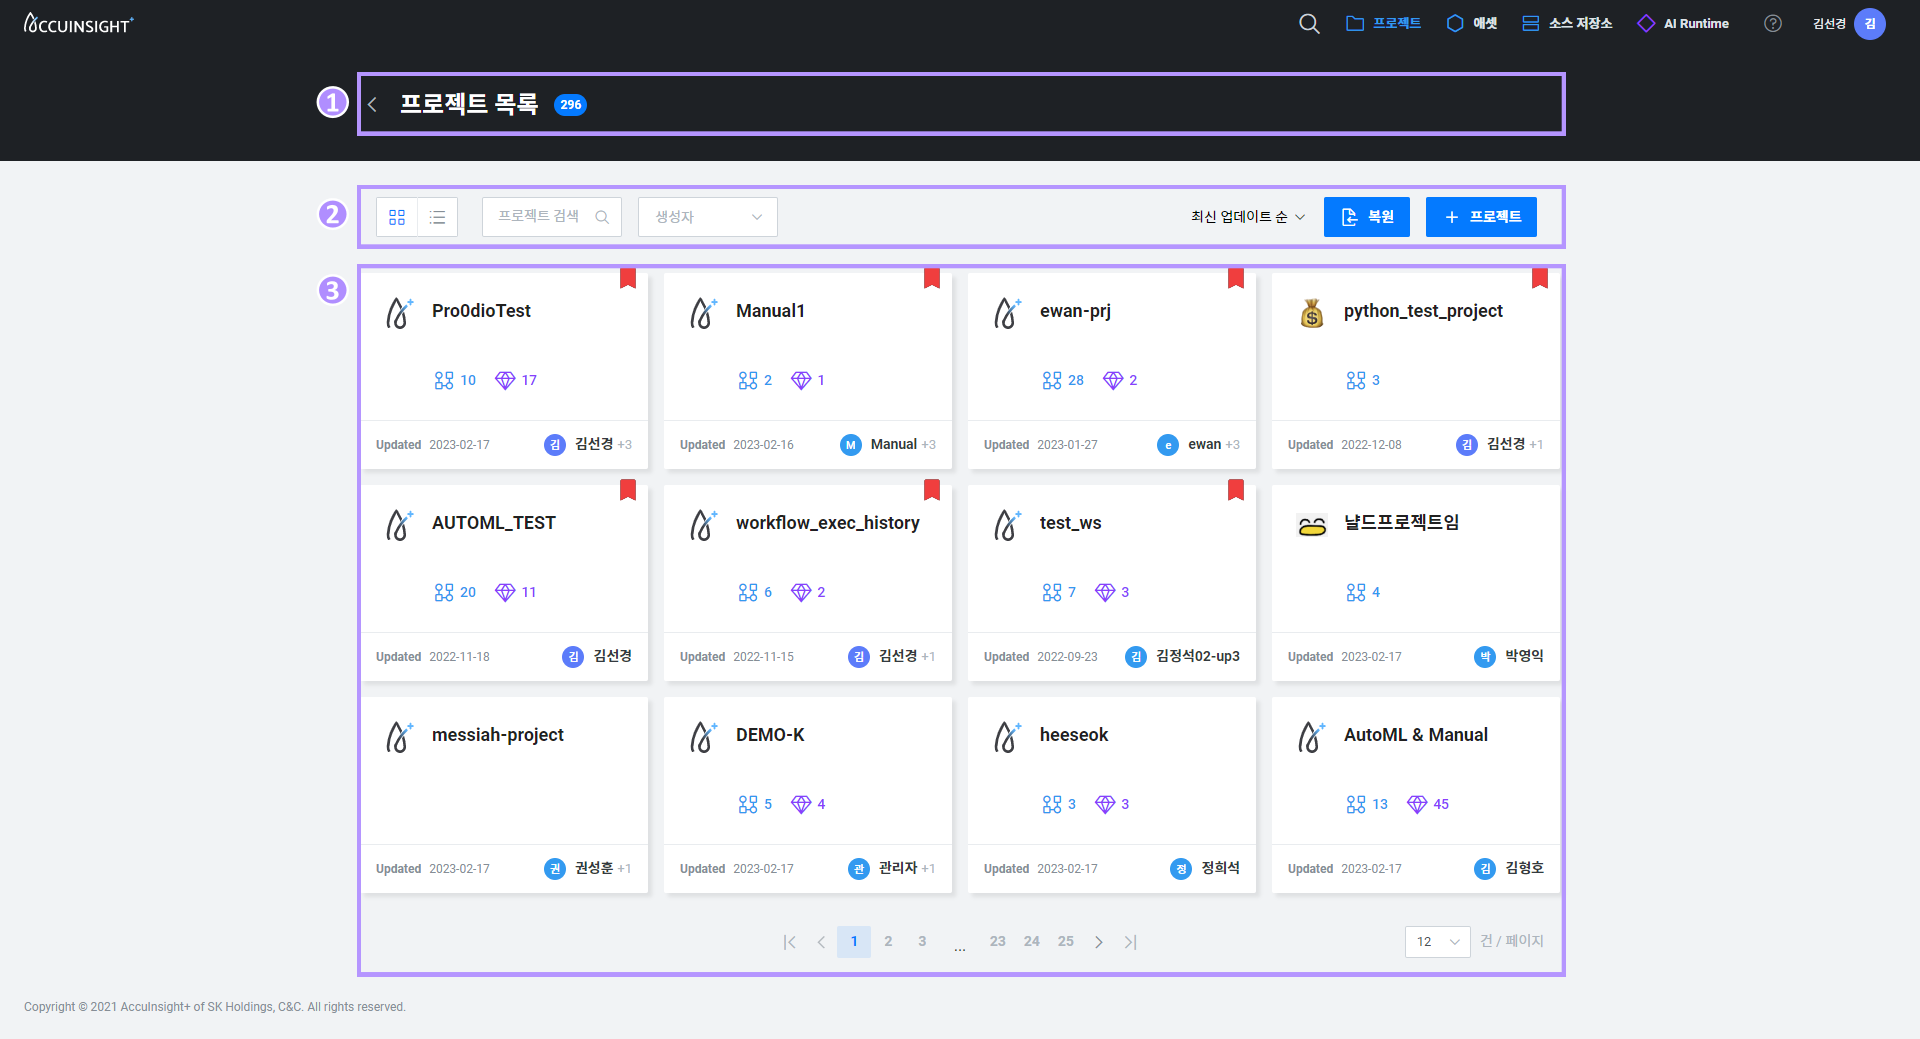 ACCUINSIGHT+
프로젝트 애셋 소스 저장소 AI Runtime ? 김선경 김
1 프로젝트 목록 296
2 프로젝트 검색 생성자 최신 업데이트 순 복원 + 프로젝트
3
Pro0dioTest Manual1 ewan-prj python_test_project
10 17 2 1 28 2 3
Updated 2023-02-17 김 김선경 +3 Updated 2023-02-16 M Manual +3 Updated 2023-01-27 e ewan +3 Updated 2022-12-08 김 김선경 +1
AUTOML_TEST workflow_exec_history test_ws 냘드프로젝트임
20 11 6 2 7 3 4
Updated 2022-11-18 김 김선경 Updated 2022-11-15 김 김선경 +1 Updated 2022-09-23 김 김정석02-up3 Updated 2023-02-17 박 박영익
messiah-project DEMO-K heeseok AutoML & Manual
5 4 3 3 13 45
Updated 2023-02-17 권 권성훈 +1 Updated 2023-02-17 관 관리자 +1 Updated 2023-02-17 정 정희석 Updated 2023-02-17 김 김형호
1 2 3 ... 23 24 25 12 건 / 페이지
Copyright © 2021 AccuInsight+ of SK Holdings, C&C. All rights reserved.